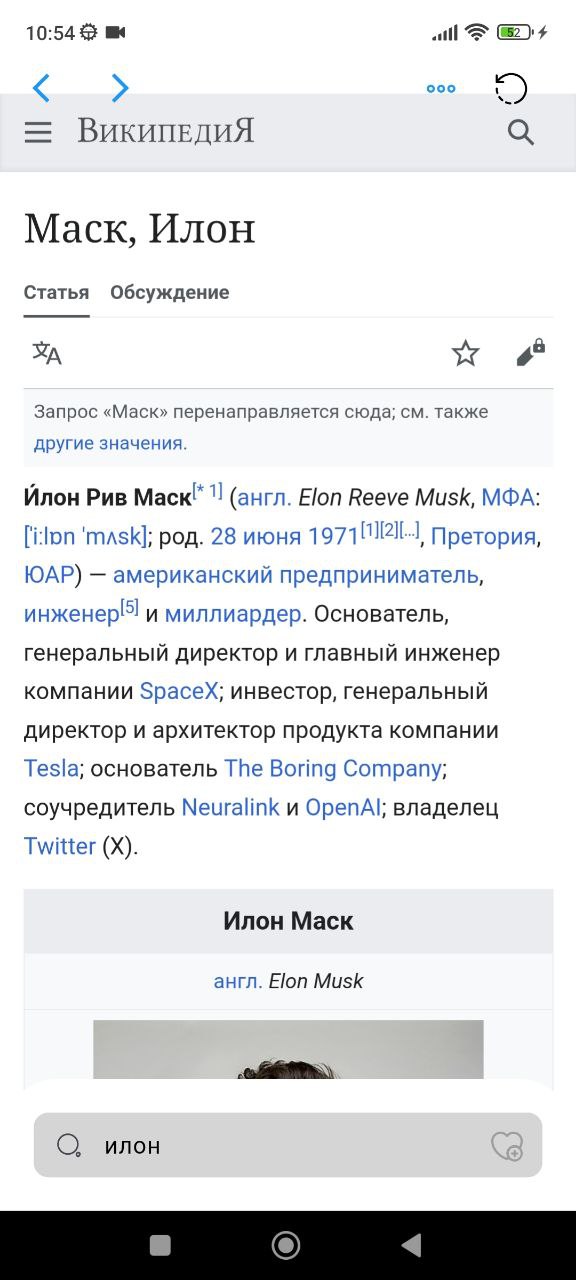 10:54
52
ВИКИПЕДИЯ
Маск, Илон
Статья Обсуждение
Запрос «Маск» перенаправляется сюда; см. также
другие значения.
И́лон Рив Маск[* 1] (англ. Elon Reeve Musk, МФА:
['iːlɒn 'mʌsk]; род. 28 июня 1971[1][2][…], Претория,
ЮАР) — американский предприниматель,
инженер[5] и миллиардер. Основатель,
генеральный директор и главный инженер
компании SpaceX; инвестор, генеральный
директор и архитектор продукта компании
Tesla; основатель The Boring Company;
соучредитель Neuralink и OpenAI; владелец
Twitter (X).
Илон Маск
англ. Elon Musk
илон